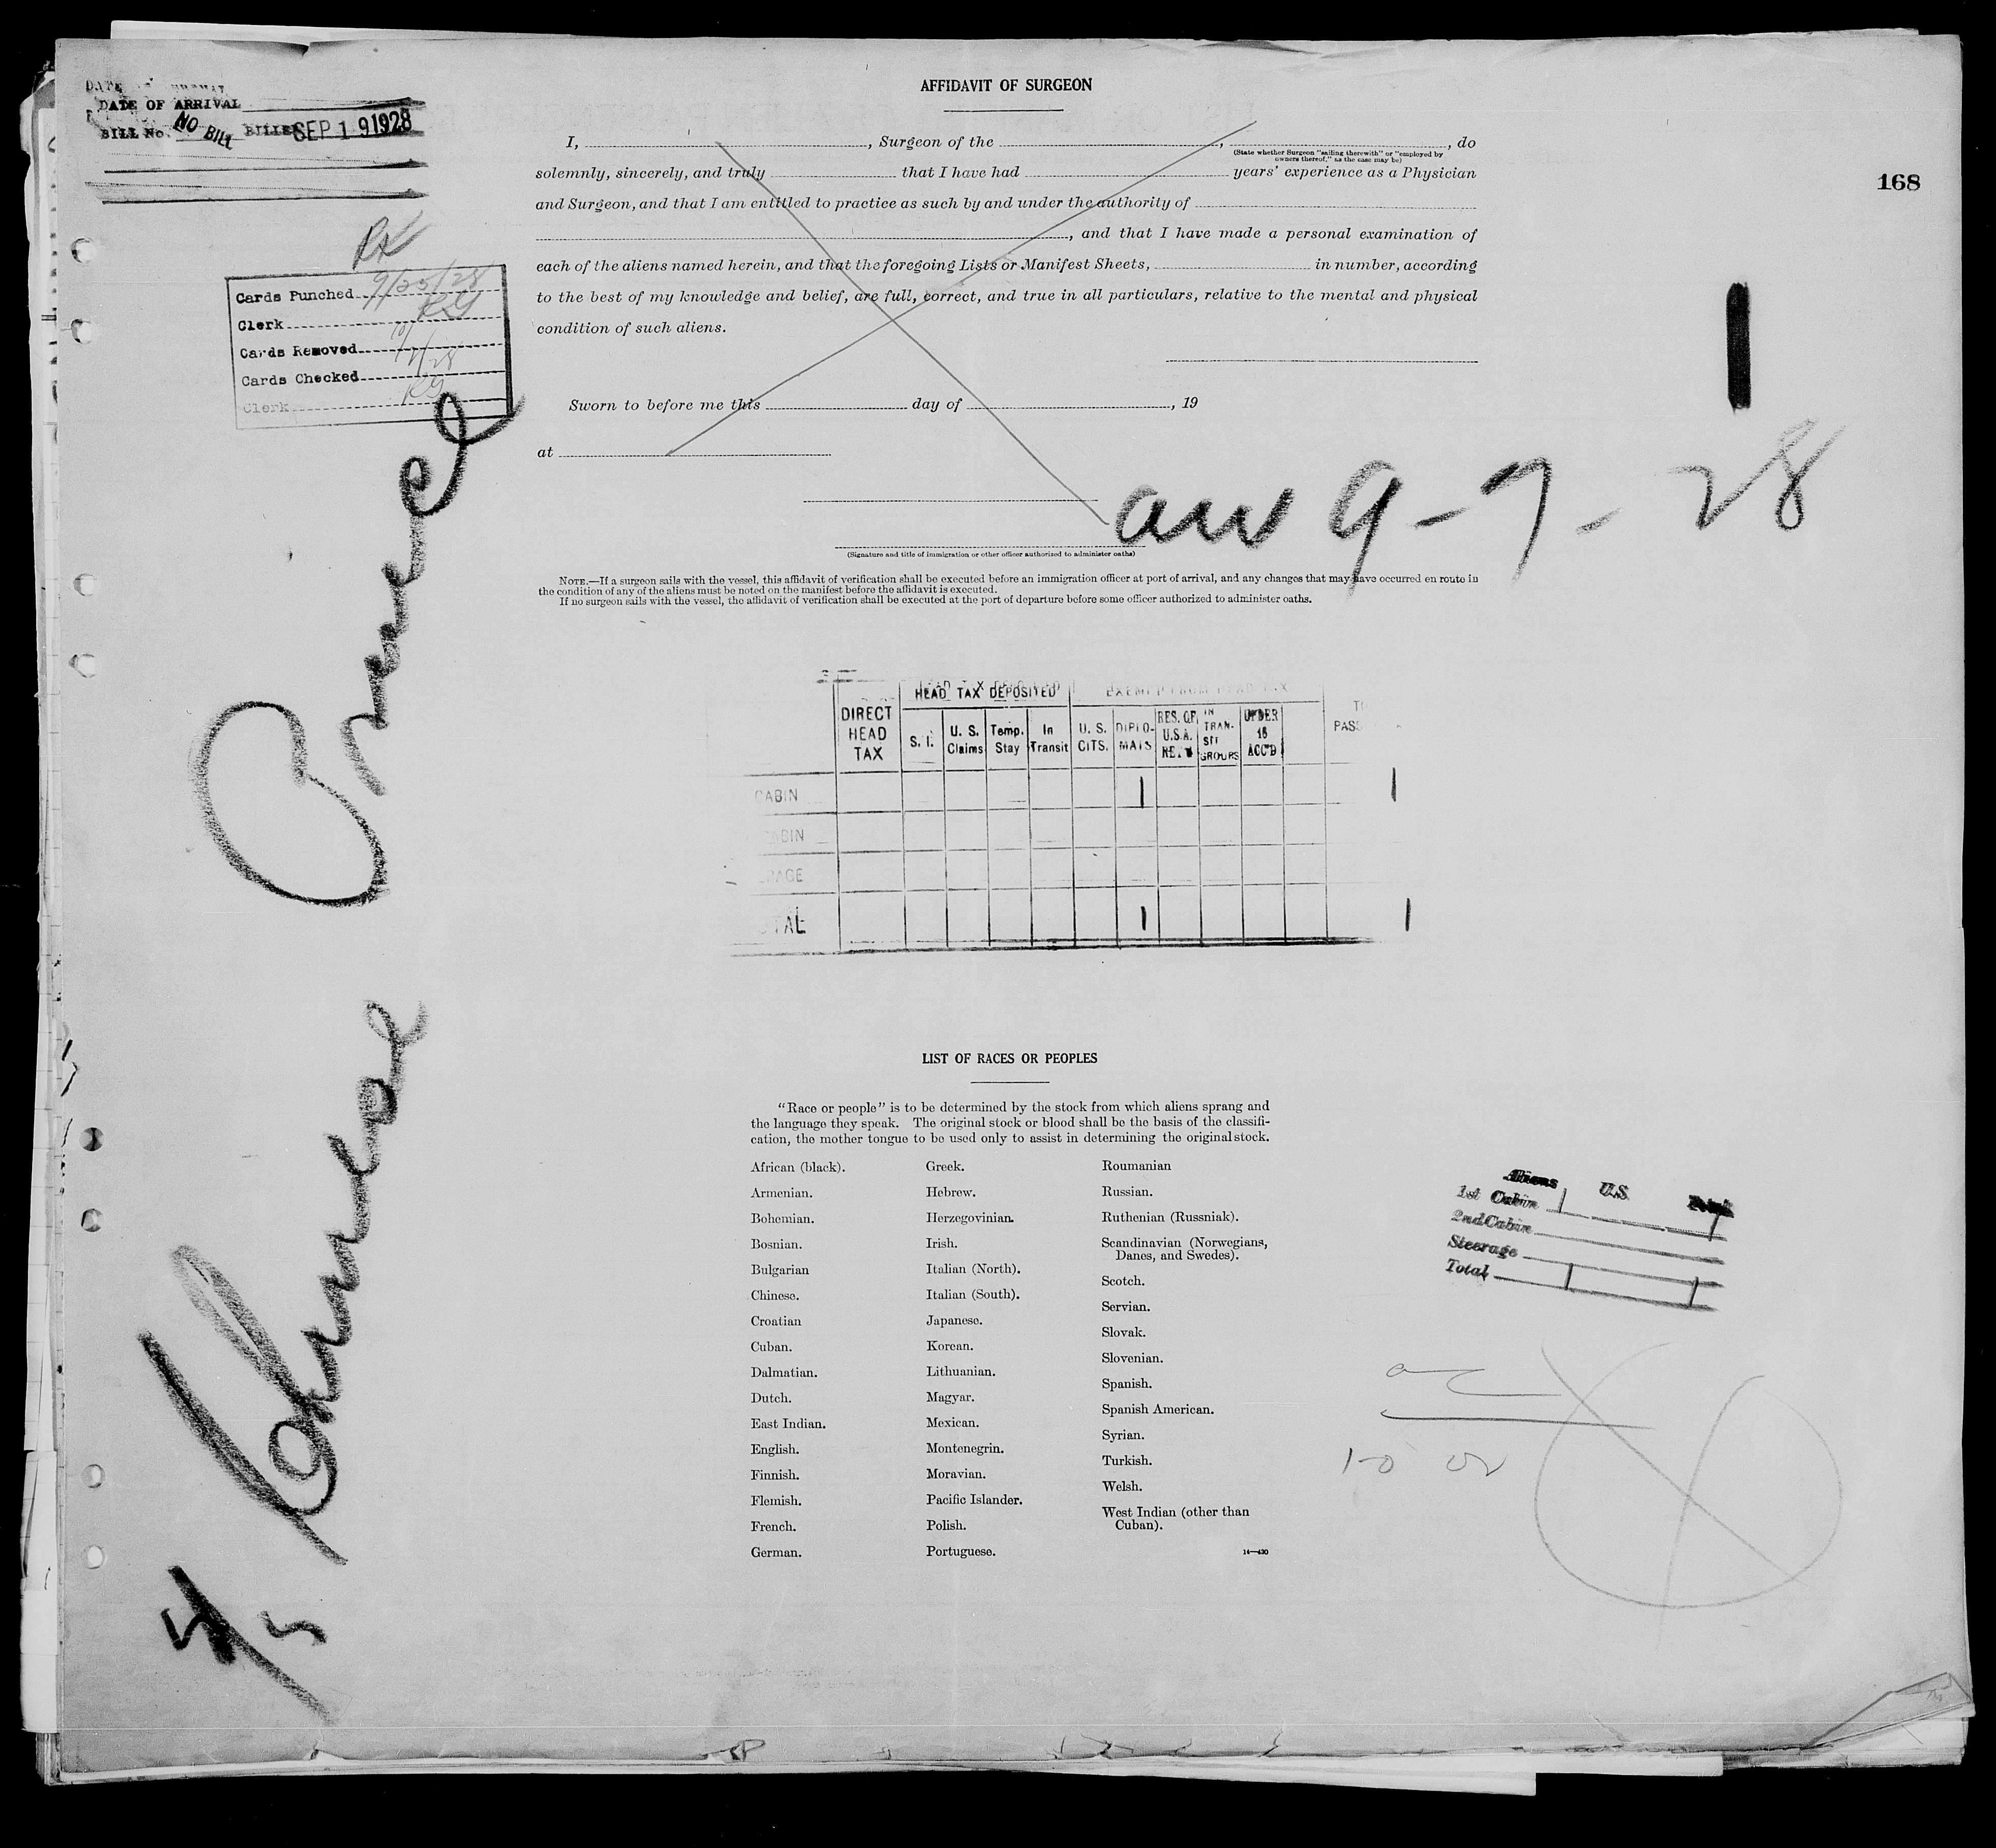 AFFIDAVIT OF SURGEON
DATE OF ARRIVAL
BILL No. NO BILL BILLED SEP 19 1928
168
I, , Surgeon of the , , do
(State whether Surgeon "sailing therewith" or "employed by
owners thereof," as the case may be)
solemnly, sincerely, and truly that I have had years' experience as a Physician
and Surgeon, and that I am entitled to practice as such by and under the authority of
, and that I have made a personal examination of
each of the aliens named herein, and that the foregoing Lists or Manifest Sheets, in number, according
to the best of my knowledge and belief, are full, correct, and true in all particulars, relative to the mental and physical
condition of such aliens.
Cards Punched 9/25/28
Clerk
Cards Removed
Cards Checked
Clerk
Sworn to before me this day of , 19
at
arr 9-7-28
(Signature and title of immigration or other officer authorized to administer oaths)
NOTE.—If a surgeon sails with the vessel, this affidavit of verification shall be executed before an immigration officer at port of arrival, and any changes that may have occurred en route in
the condition of any of the aliens must be noted on the manifest before the affidavit is executed.
If no surgeon sails with the vessel, the affidavit of verification shall be executed at the port of departure before some officer authorized to administer oaths.
S/S Chinese Prince
HEAD TAX DEPOSITED EXEMPT FROM HEAD TAX
DIRECT HEAD TAX S. I. U. S. Claims Temp. Stay In Transit U. S. CITS. DIPLOMATS RES. OF U.S.A. IN TRANSIT GROUPS UNDER 16 ACC'D
CABIN 1 1
CABIN
TOTAL 1 1
LIST OF RACES OR PEOPLES
"Race or people" is to be determined by the stock from which aliens sprang and
the language they speak. The original stock or blood shall be the basis of the classifi-
cation, the mother tongue to be used only to assist in determining the original stock.
African (black).
Armenian.
Bohemian.
Bosnian.
Bulgarian
Chinese.
Croatian
Cuban.
Dalmatian.
Dutch.
East Indian.
English.
Finnish.
Flemish.
French.
German.
Greek.
Hebrew.
Herzegovinian.
Irish.
Italian (North).
Italian (South).
Japanese.
Korean.
Lithuanian.
Magyar.
Mexican.
Montenegrin.
Moravian.
Pacific Islander.
Polish.
Portuguese.
Roumanian
Russian.
Ruthenian (Russniak).
Scandinavian (Norwegians,
Danes, and Swedes).
Scotch.
Servian.
Slovak.
Slovenian.
Spanish.
Spanish American.
Syrian.
Turkish.
Welsh.
West Indian (other than
Cuban).
14—430
Aliens U.S. Total
1st Cabin 1 1
2nd Cabin
Steerage
Total 1 1